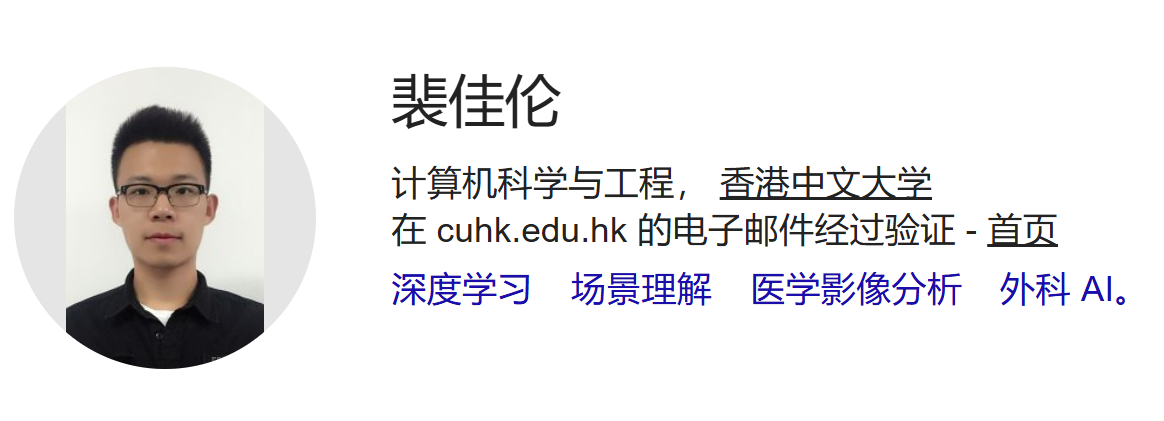 裴佳伦
计算机科学与工程， 香港中文大学
在 cuhk.edu.hk 的电子邮件经过验证 - 首页
深度学习 场景理解 医学影像分析 外科 AI。